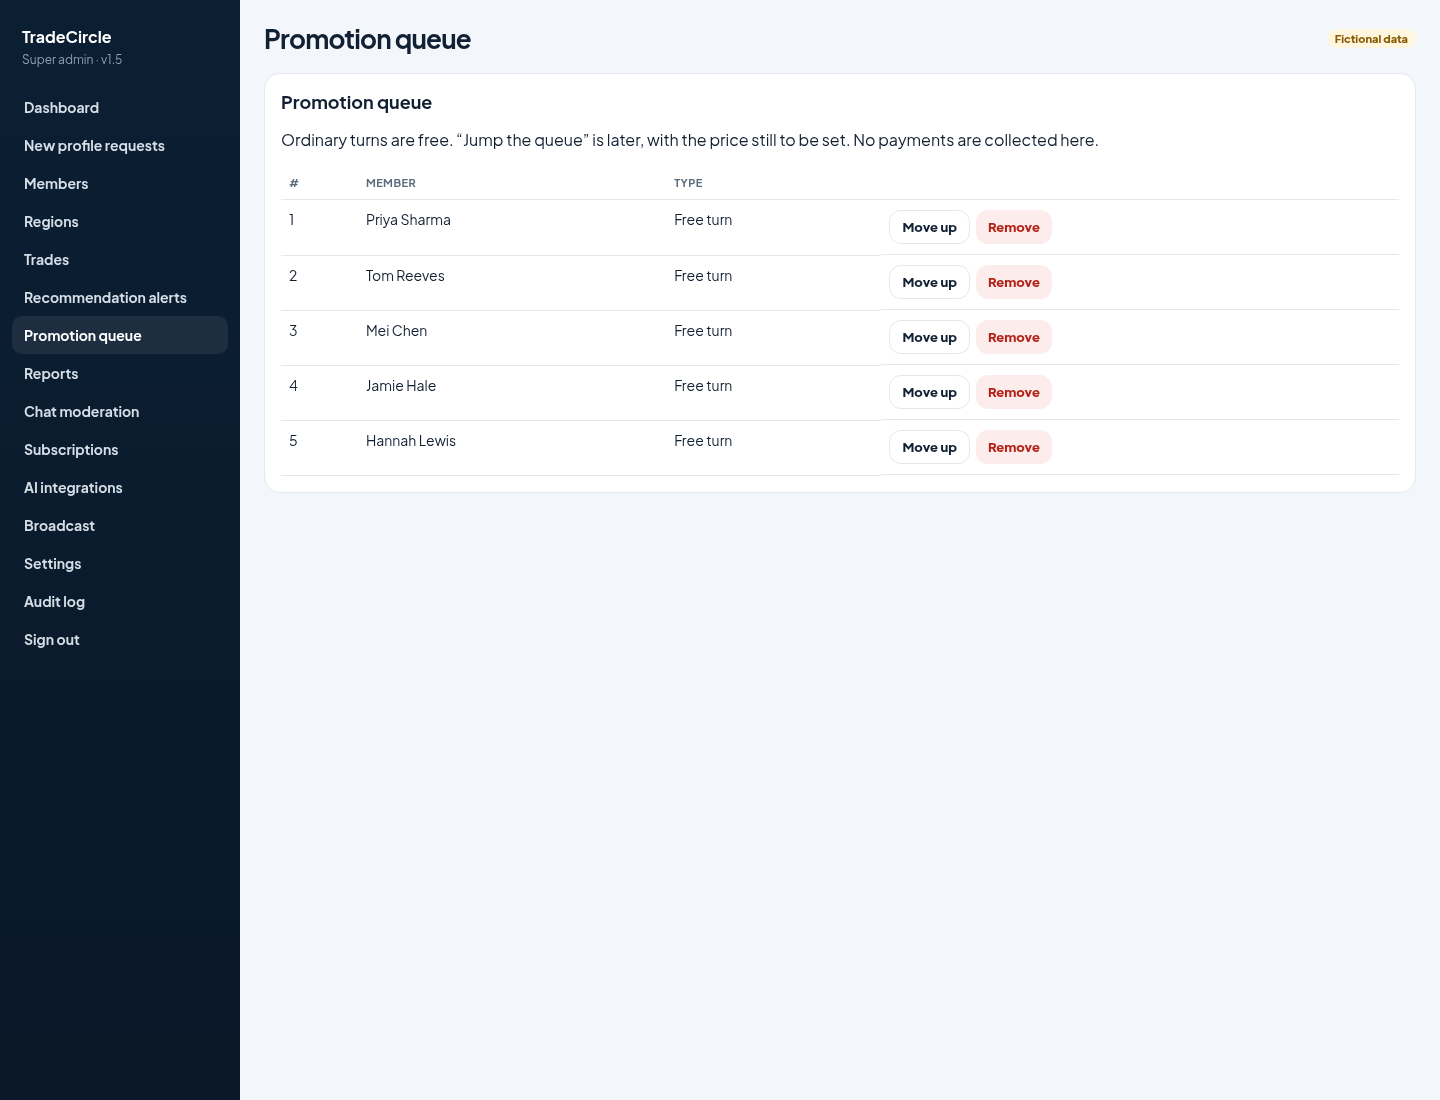 TradeCircle
Super admin · v1.5
Dashboard
New profile requests
Members
Regions
Trades
Recommendation alerts
Promotion queue
Reports
Chat moderation
Subscriptions
AI integrations
Broadcast
Settings
Audit log
Sign out
Promotion queue
Fictional data
Promotion queue
Ordinary turns are free. “Jump the queue” is later, with the price still to be set. No payments are collected here.
# MEMBER TYPE
1 Priya Sharma Free turn Move up Remove
2 Tom Reeves Free turn Move up Remove
3 Mei Chen Free turn Move up Remove
4 Jamie Hale Free turn Move up Remove
5 Hannah Lewis Free turn Move up Remove